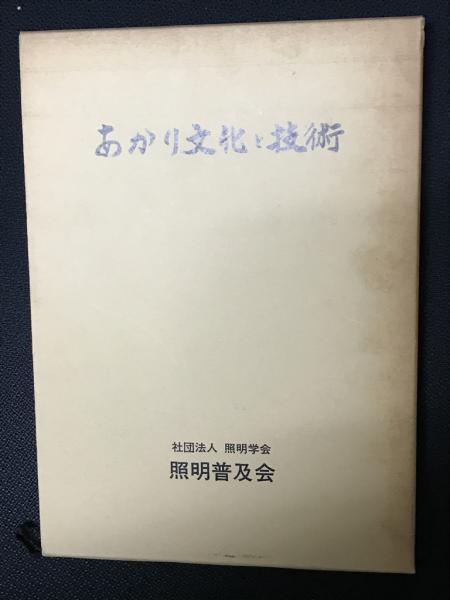 あかり文化と技術
社団法人 照明学会
照明普及会